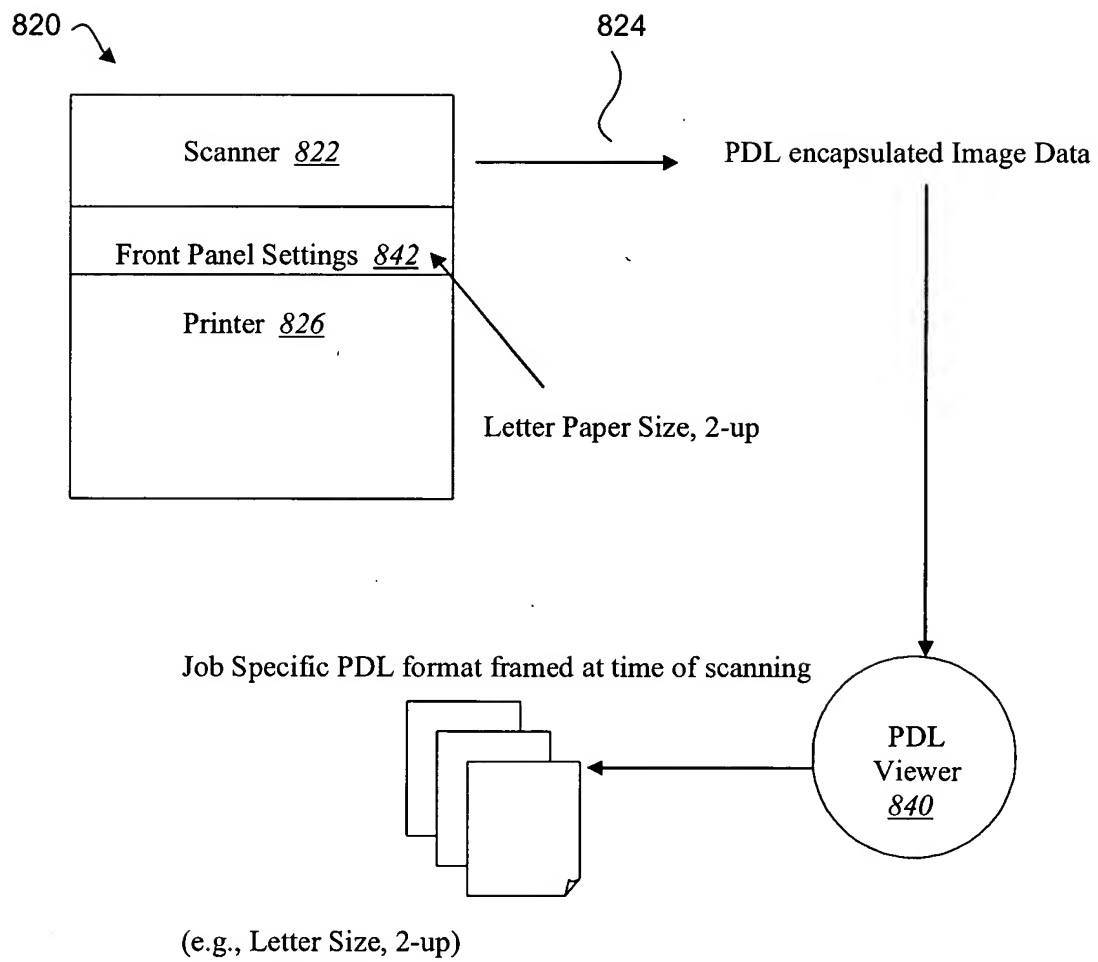 820
824
Scanner 822
PDL encapsulated Image Data
Front Panel Settings 842
Printer 826
Letter Paper Size, 2-up
Job Specific PDL format framed at time of scanning
PDL
Viewer
840
(e.g., Letter Size, 2-up)